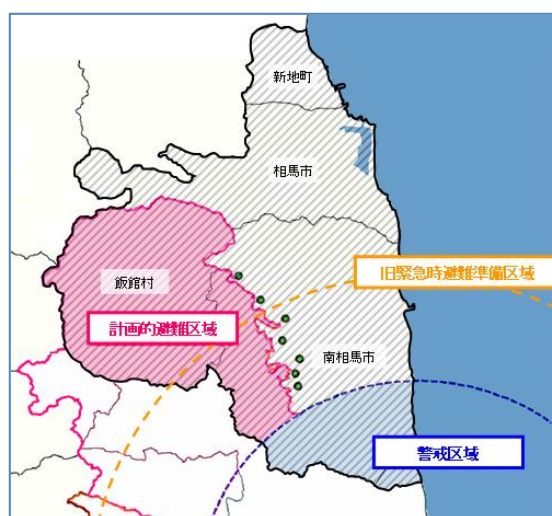 新地町
相馬市
旧緊急時避難準備区域
飯館村
計画的避難区域
南相馬市
警戒区域